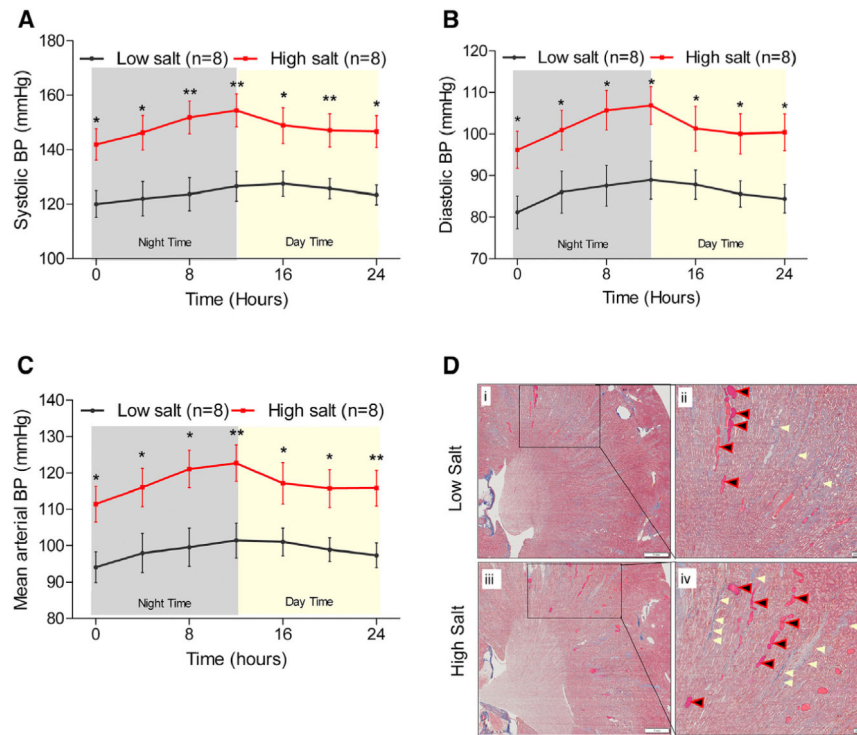 A
Low salt (n=8) High salt (n=8)
Systolic BP (mmHg)
180
160
140
120
100
* * ** ** * ** *
Night Time Day Time
0 8 16 24
Time (Hours)
B
Low salt (n=8) High salt (n=8)
Diastolic BP (mmHg)
120
110
100
90
80
70
60
* * * * * * *
Night Time Day Time
0 8 16 24
Time (Hours)
C
Low salt (n=8) High salt (n=8)
Mean arterial BP (mmHg)
140
130
120
110
100
90
80
* * * ** * * **
Night Time Day Time
0 8 16 24
Time (hours)
D
Low Salt
i
ii
High Salt
iii
iv